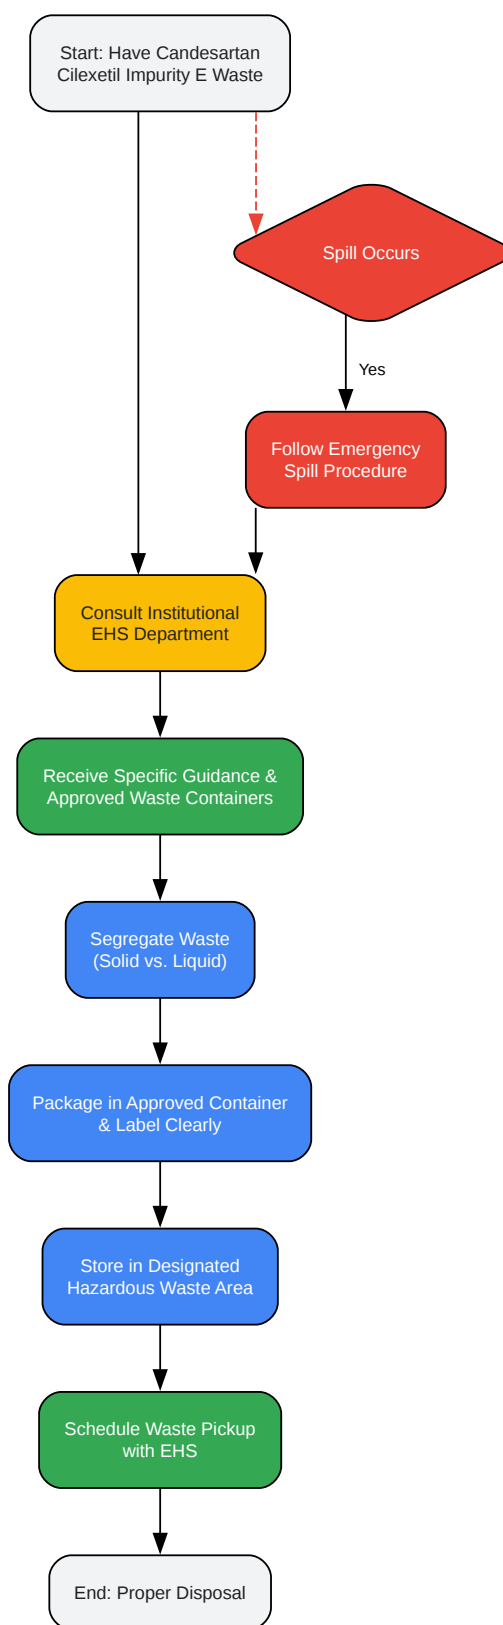 Start: Have Candesartan
Cilexetil Impurity E Waste
Spill Occurs
Yes
Follow Emergency
Spill Procedure
Consult Institutional
EHS Department
Receive Specific Guidance &
Approved Waste Containers
Segregate Waste
(Solid vs. Liquid)
Package in Approved Container
& Label Clearly
Store in Designated
Hazardous Waste Area
Schedule Waste Pickup
with EHS
End: Proper Disposal